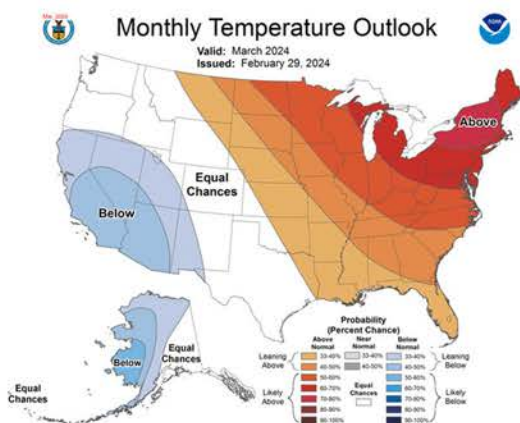 Monthly Temperature Outlook
Valid: March 2024
Issued: February 29, 2024
Above
Equal
Chances
Below
Equal
Chances
Below
Equal
Chances
Probability
(Percent Chance)
Above
Normal
Near
Normal
Below
Normal
Leaning
Above
33-40%
33-40%
33-40%
Leaning
Below
40-50%
40-50%
40-50%
50-60%
50-60%
Likely
Above
60-70%
Equal
Chances
60-70%
Likely
Below
70-80%
70-80%
80-90%
80-90%
90-100%
90-100%